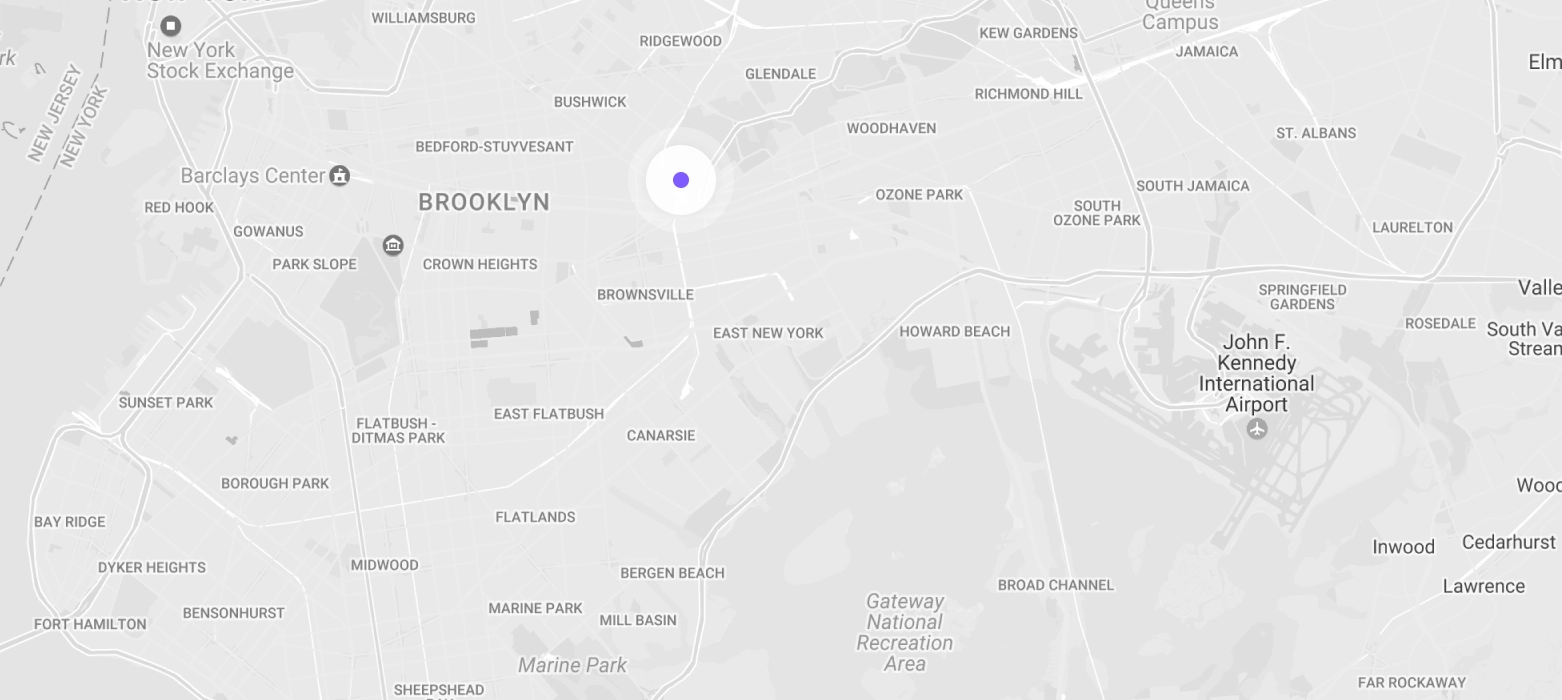 WILLIAMSBURG
Queens
Campus
New York
Stock Exchange
RIDGEWOOD
KEW GARDENS
JAMAICA
Elm
rk
GLENDALE
NEW JERSEY
NEW YORK
BUSHWICK
RICHMOND HILL
WOODHAVEN
ST. ALBANS
BEDFORD-STUYVESANT
Barclays Center
BROOKLYN
OZONE PARK
SOUTH JAMAICA
RED HOOK
SOUTH
OZONE PARK
GOWANUS
LAURELTON
PARK SLOPE
CROWN HEIGHTS
BROWNSVILLE
SPRINGFIELD
GARDENS
Valle
EAST NEW YORK
HOWARD BEACH
ROSEDALE
South Va
Strean
John F.
Kennedy
International
Airport
SUNSET PARK
EAST FLATBUSH
FLATBUSH -
DITMAS PARK
CANARSIE
BOROUGH PARK
Wood
BAY RIDGE
FLATLANDS
Inwood
Cedarhurst
DYKER HEIGHTS
MIDWOOD
BERGEN BEACH
BROAD CHANNEL
Lawrence
BENSONHURST
MARINE PARK
MILL BASIN
Gateway
National
Recreation
Area
FORT HAMILTON
Marine Park
SHEEPSHEAD
FAR ROCKAWAY